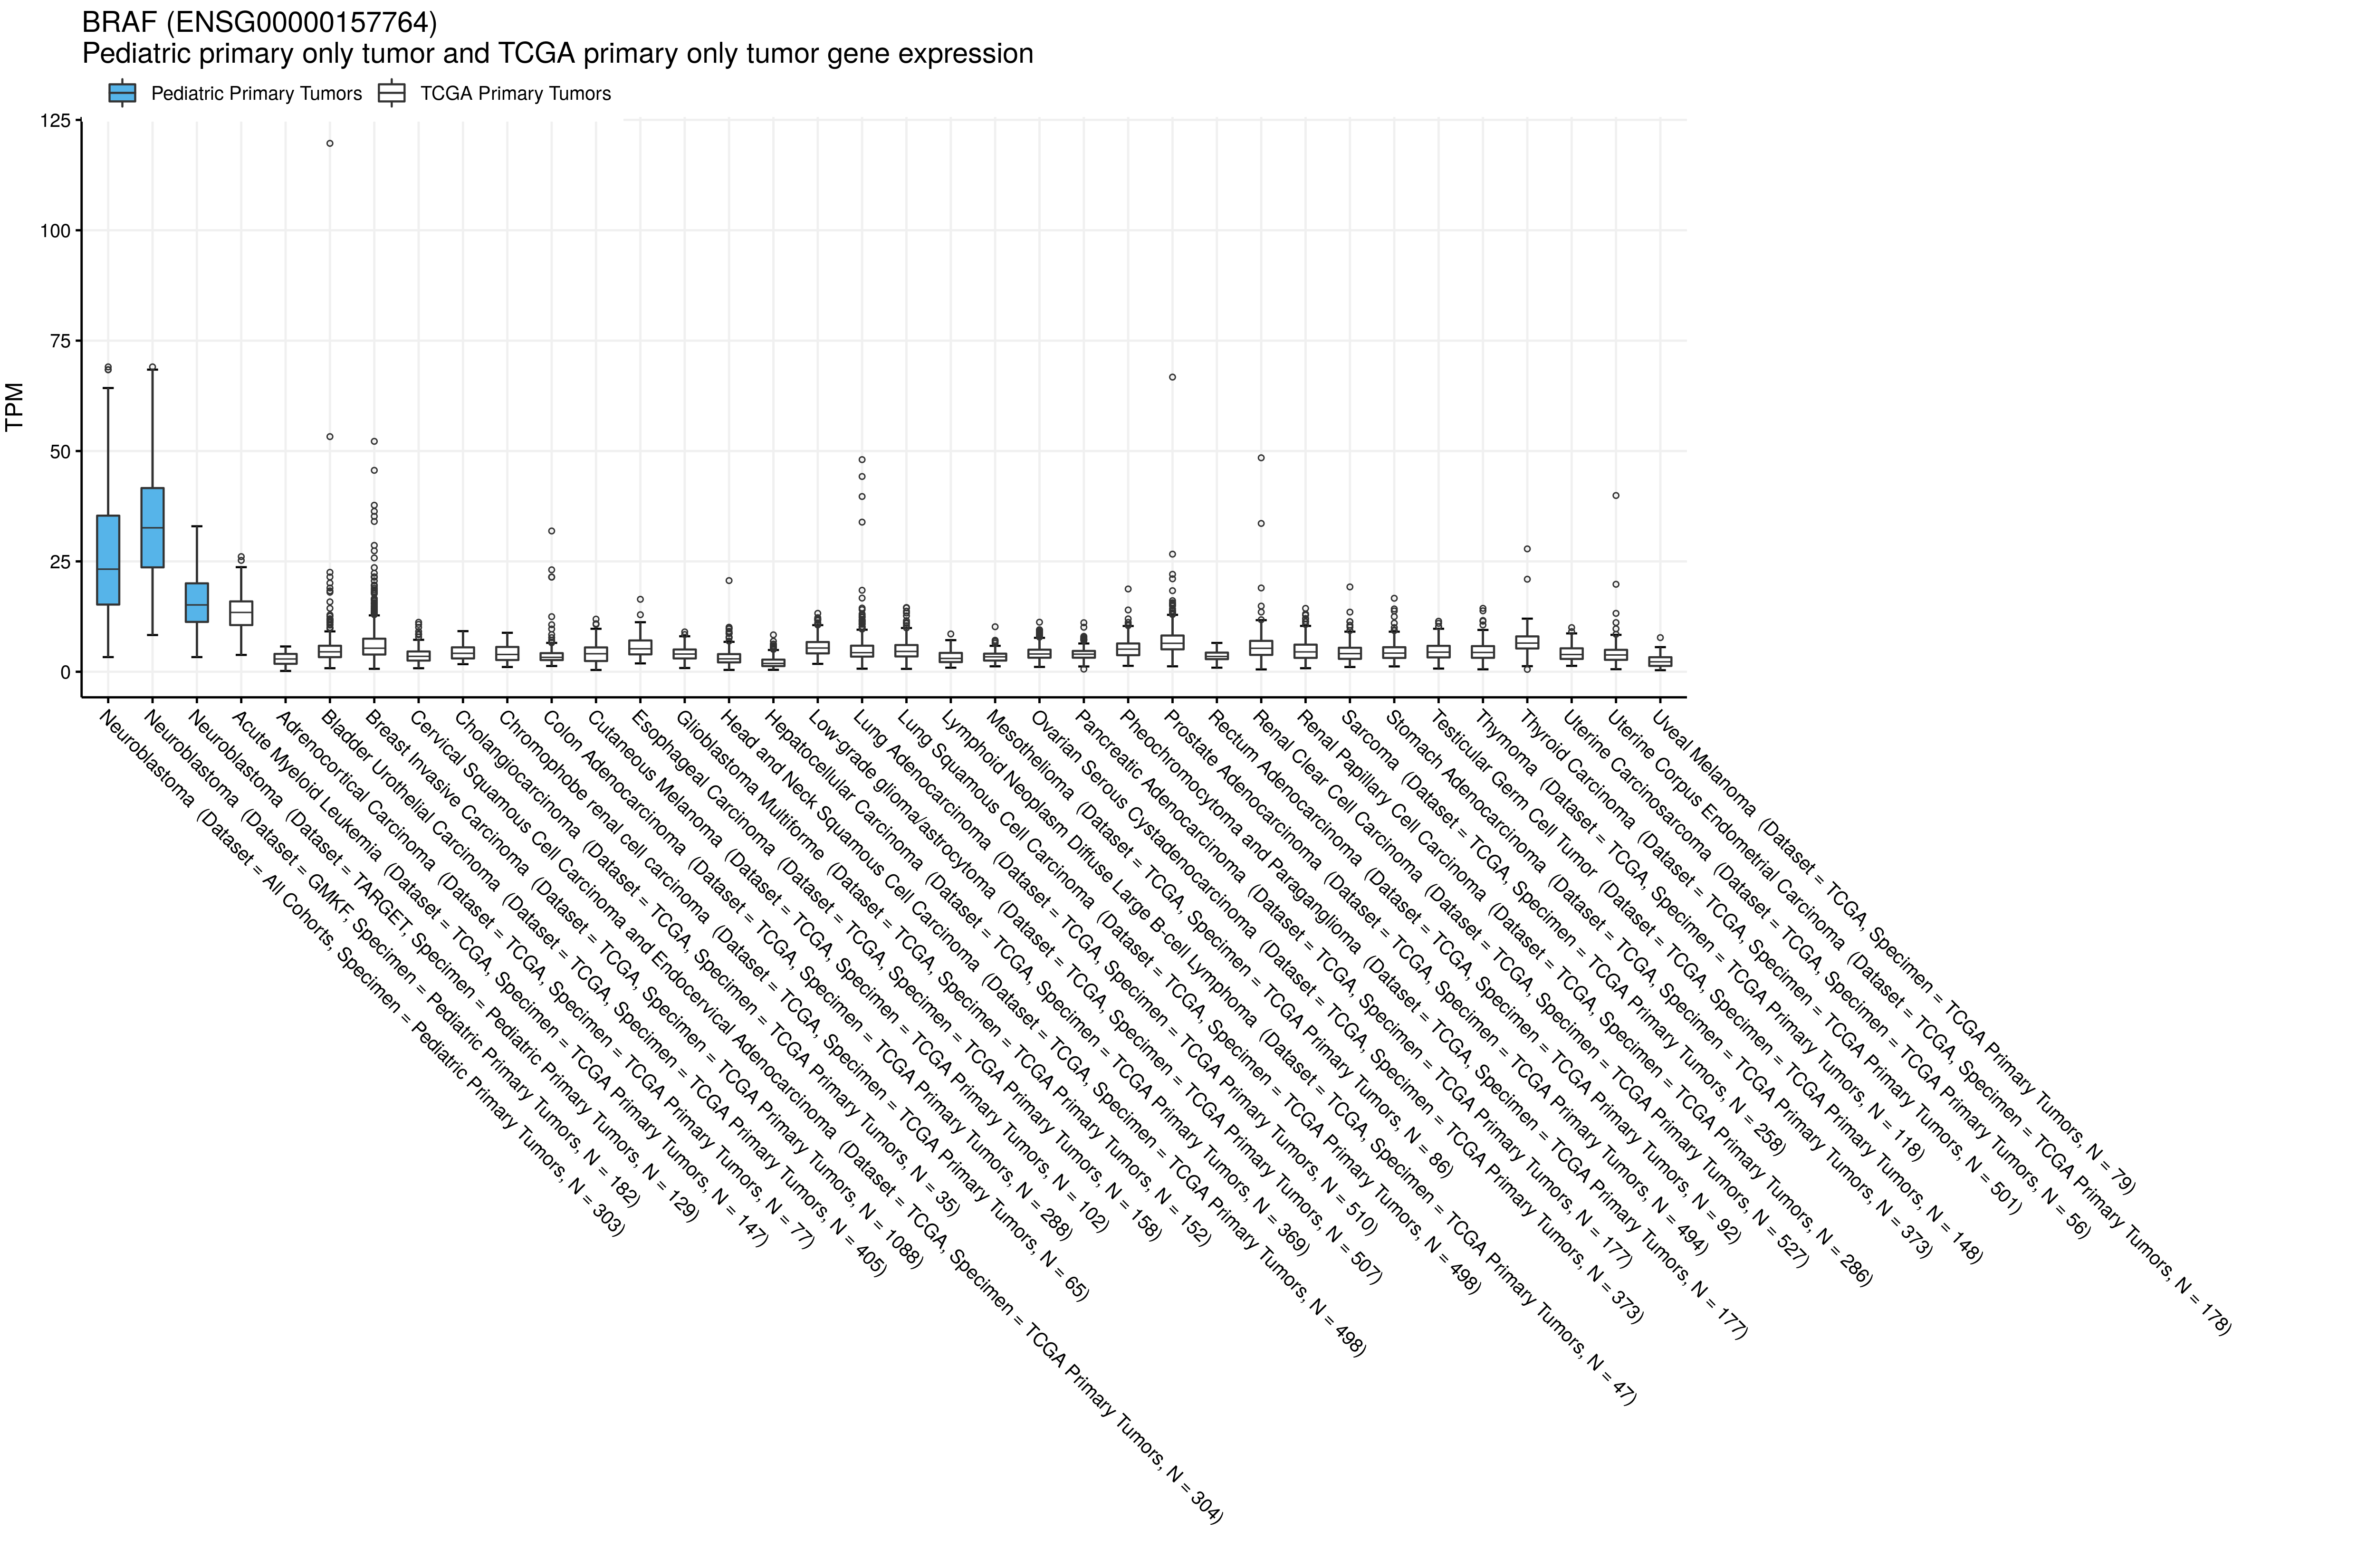 BRAF (ENSG00000157764)
Pediatric primary only tumor and TCGA primary only tumor gene expression
Pediatric Primary Tumors
TCGA Primary Tumors
TPM
125
100
75
50
25
0
Neuroblastoma (Dataset = All Cohorts, Specimen = Pediatric Primary Tumors, N = 303)
Neuroblastoma (Dataset = GMKF, Specimen = Pediatric Primary Tumors, N = 182)
Neuroblastoma (Dataset = TARGET, Specimen = Pediatric Primary Tumors, N = 129)
Acute Myeloid Leukemia (Dataset = TCGA, Specimen = TCGA Primary Tumors, N = 147)
Adrenocortical Carcinoma (Dataset = TCGA, Specimen = TCGA Primary Tumors, N = 77)
Bladder Urothelial Carcinoma (Dataset = TCGA, Specimen = TCGA Primary Tumors, N = 405)
Breast Invasive Carcinoma (Dataset = TCGA, Specimen = TCGA Primary Tumors, N = 1088)
Cervical Squamous Cell Carcinoma and Endocervical Adenocarcinoma (Dataset = TCGA, Specimen = TCGA Primary Tumors, N = 304)
Cholangiocarcinoma (Dataset = TCGA, Specimen = TCGA Primary Tumors, N = 35)
Chromophobe renal cell carcinoma (Dataset = TCGA, Specimen = TCGA Primary Tumors, N = 65)
Colon Adenocarcinoma (Dataset = TCGA, Specimen = TCGA Primary Tumors, N = 288)
Cutaneous Melanoma (Dataset = TCGA, Specimen = TCGA Primary Tumors, N = 102)
Esophageal Carcinoma (Dataset = TCGA, Specimen = TCGA Primary Tumors, N = 158)
Glioblastoma Multiforme (Dataset = TCGA, Specimen = TCGA Primary Tumors, N = 152)
Head and Neck Squamous Cell Carcinoma (Dataset = TCGA, Specimen = TCGA Primary Tumors, N = 498)
Hepatocellular Carcinoma (Dataset = TCGA, Specimen = TCGA Primary Tumors, N = 369)
Low-grade glioma/astrocytoma (Dataset = TCGA, Specimen = TCGA Primary Tumors, N = 507)
Lung Adenocarcinoma (Dataset = TCGA, Specimen = TCGA Primary Tumors, N = 510)
Lung Squamous Cell Carcinoma (Dataset = TCGA, Specimen = TCGA Primary Tumors, N = 498)
Lymphoid Neoplasm Diffuse Large B-cell Lymphoma (Dataset = TCGA, Specimen = TCGA Primary Tumors, N = 47)
Mesothelioma (Dataset = TCGA, Specimen = TCGA Primary Tumors, N = 86)
Ovarian Serous Cystadenocarcinoma (Dataset = TCGA, Specimen = TCGA Primary Tumors, N = 373)
Pancreatic Adenocarcinoma (Dataset = TCGA, Specimen = TCGA Primary Tumors, N = 177)
Pheochromocytoma and Paraganglioma (Dataset = TCGA, Specimen = TCGA Primary Tumors, N = 177)
Prostate Adenocarcinoma (Dataset = TCGA, Specimen = TCGA Primary Tumors, N = 494)
Rectum Adenocarcinoma (Dataset = TCGA, Specimen = TCGA Primary Tumors, N = 92)
Renal Clear Cell Carcinoma (Dataset = TCGA, Specimen = TCGA Primary Tumors, N = 527)
Renal Papillary Cell Carcinoma (Dataset = TCGA, Specimen = TCGA Primary Tumors, N = 286)
Sarcoma (Dataset = TCGA, Specimen = TCGA Primary Tumors, N = 258)
Stomach Adenocarcinoma (Dataset = TCGA, Specimen = TCGA Primary Tumors, N = 373)
Testicular Germ Cell Tumor (Dataset = TCGA, Specimen = TCGA Primary Tumors, N = 148)
Thymoma (Dataset = TCGA, Specimen = TCGA Primary Tumors, N = 118)
Thyroid Carcinoma (Dataset = TCGA, Specimen = TCGA Primary Tumors, N = 501)
Uterine Carcinosarcoma (Dataset = TCGA, Specimen = TCGA Primary Tumors, N = 56)
Uterine Corpus Endometrial Carcinoma (Dataset = TCGA, Specimen = TCGA Primary Tumors, N = 178)
Uveal Melanoma (Dataset = TCGA, Specimen = TCGA Primary Tumors, N = 79)